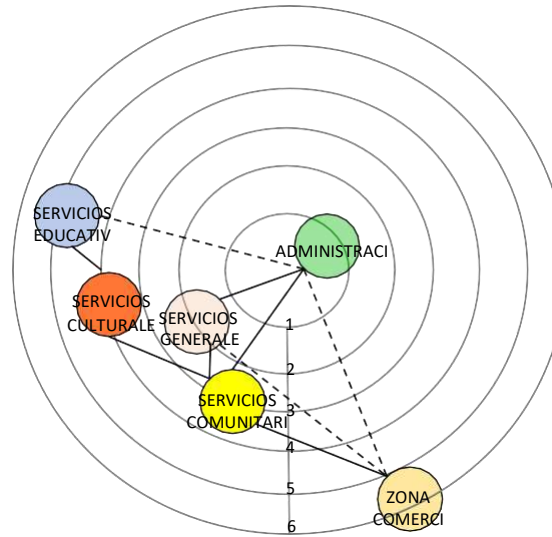 SERVICIOS
EDUCATIV
ADMINISTRACI
SERVICIOS
CULTURALE
SERVICIOS
GENERALE
1
2
SERVICIOS
COMUNITARI
3
4
5
ZONA
COMERCI
6